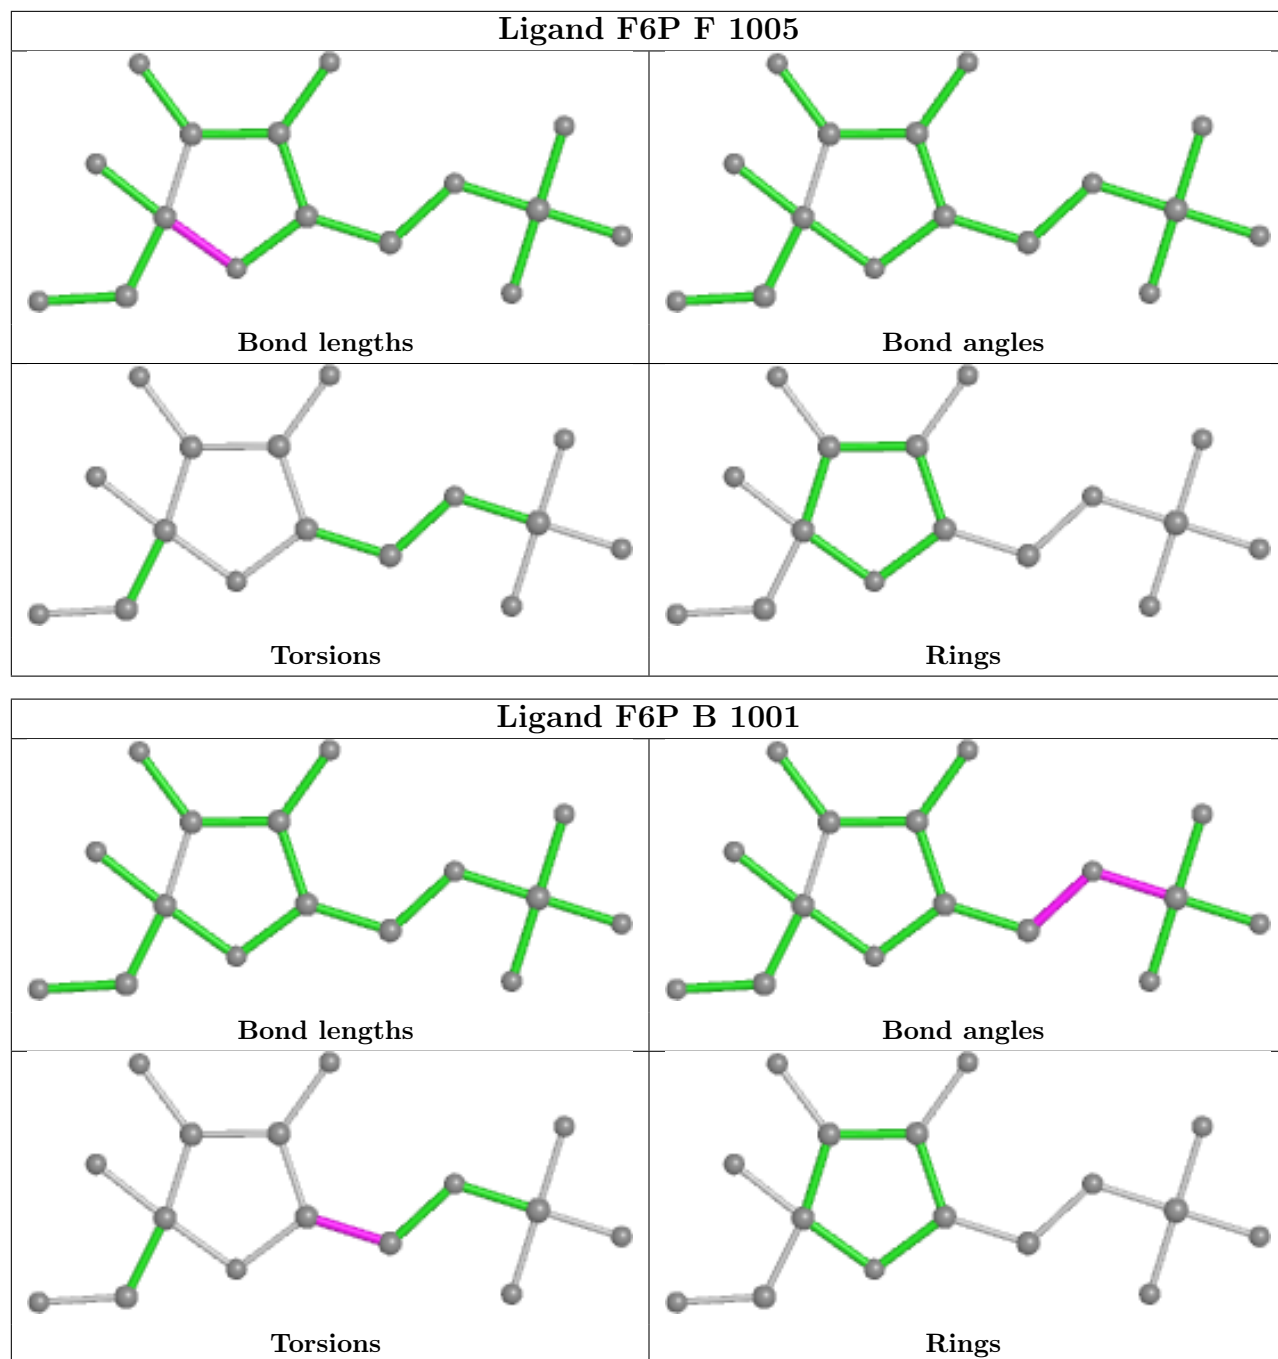 Ligand F6P F 1005
Bond lengths
Bond angles
Torsions
Rings
Ligand F6P B 1001
Bond lengths
Bond angles
Torsions
Rings